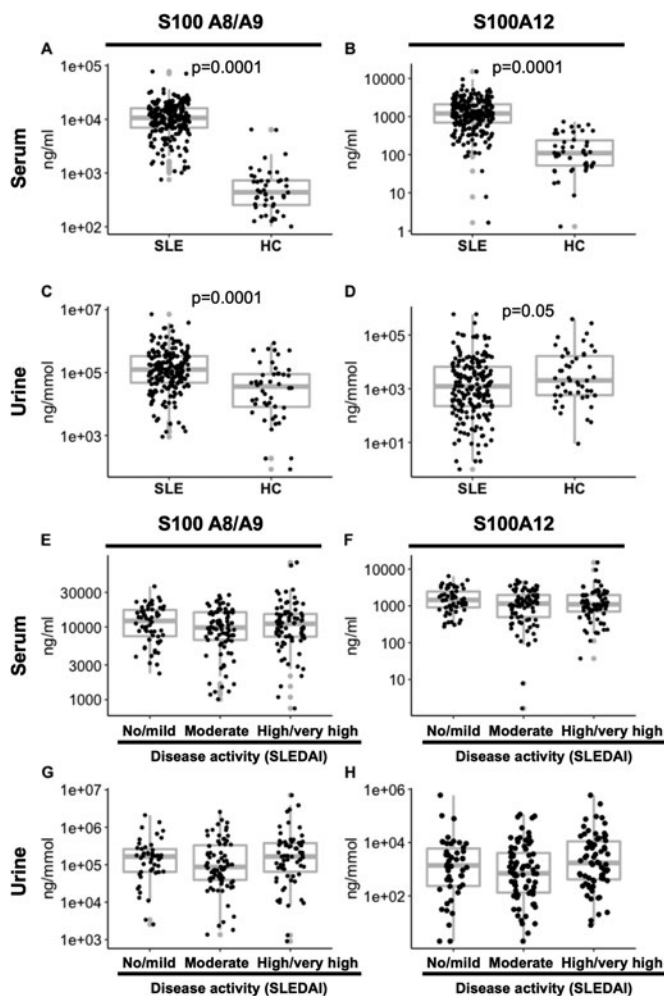 S100 A8/A9
S100A12
A
B
Serum
ng/ml
1e+05
1e+04
1e+03
1e+02
p=0.0001
SLE
HC
ng/ml
1000
100
10
1
p=0.0001
SLE
HC
C
D
Urine
ng/mmol
1e+07
1e+05
1e+03
p=0.0001
SLE
HC
ng/mmol
1e+05
1e+03
1e+01
p=0.05
SLE
HC
S100 A8/A9
S100A12
E
F
Serum
ng/ml
30000
10000
3000
1000
No/mild Moderate High/very high
Disease activity (SLEDAI)
ng/ml
10000
1000
100
10
No/mild Moderate High/very high
Disease activity (SLEDAI)
G
H
Urine
ng/mmol
1e+07
1e+06
1e+05
1e+04
1e+03
No/mild Moderate High/very high
Disease activity (SLEDAI)
ng/mmol
1e+06
1e+04
1e+02
No/mild Moderate High/very high
Disease activity (SLEDAI)